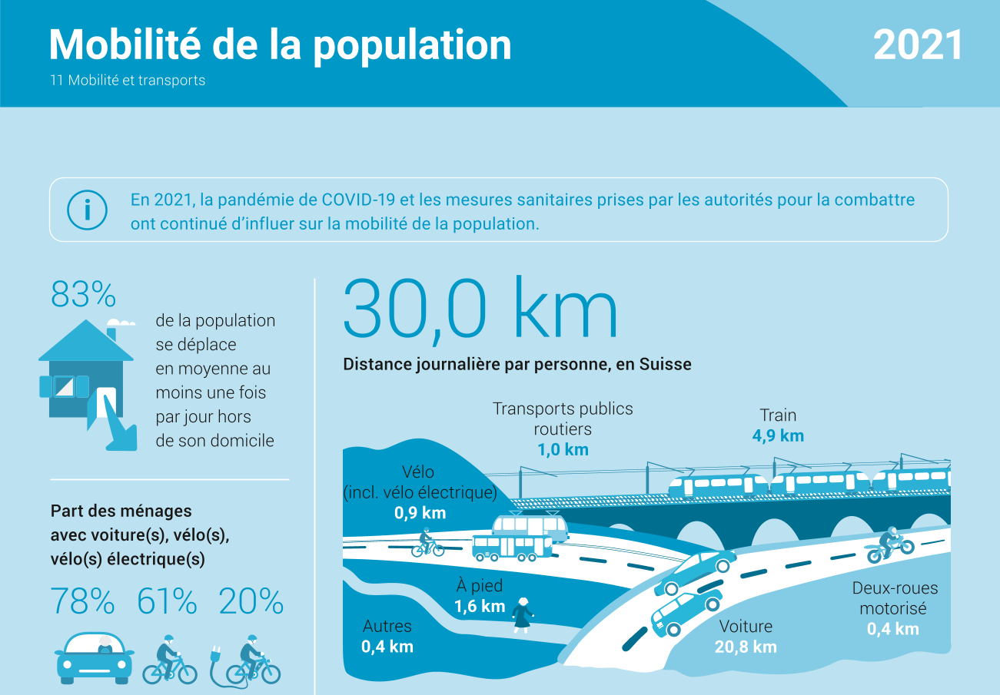 Mobilité de la population
2021
11 Mobilité et transports
i
En 2021, la pandémie de COVID-19 et les mesures sanitaires prises par les autorités pour la combattre
ont continué d’influer sur la mobilité de la population.
83%
de la population
se déplace
en moyenne au
moins une fois
par jour hors
de son domicile
Part des ménages
avec voiture(s), vélo(s),
vélo(s) électrique(s)
78% 61% 20%
30,0 km
Distance journalière par personne, en Suisse
Transports publics
routiers
1,0 km
Train
4,9 km
Vélo
(incl. vélo électrique)
0,9 km
À pied
1,6 km
Autres
0,4 km
Voiture
20,8 km
Deux-roues
motorisé
0,4 km